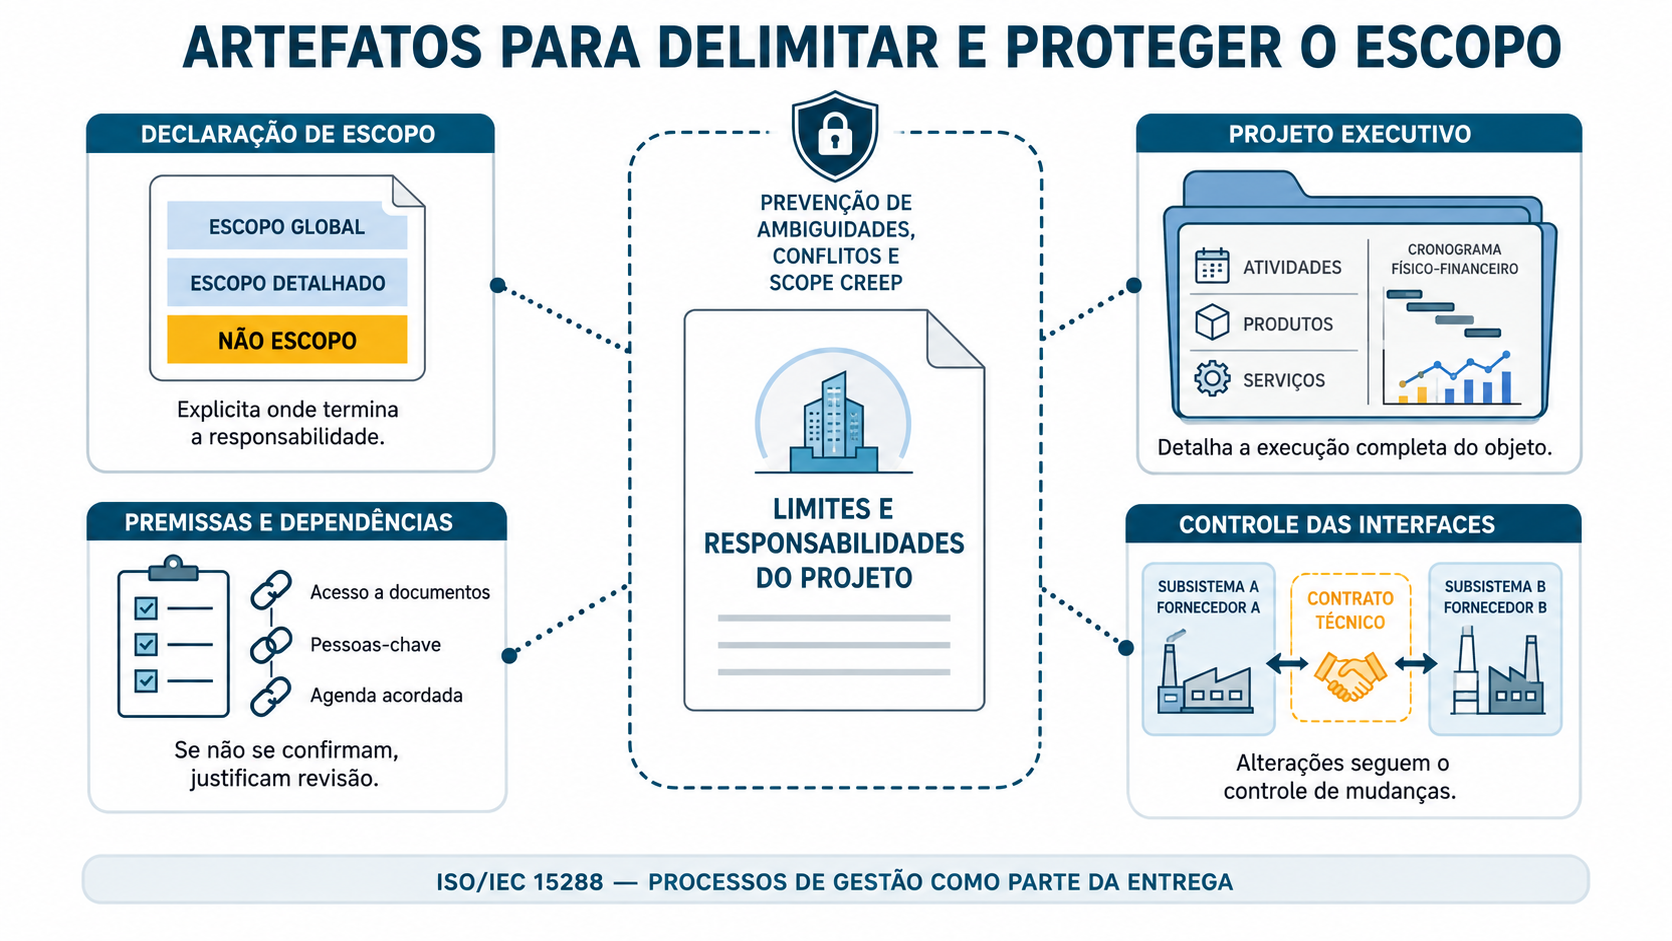 ARTEFATOS PARA DELIMITAR E PROTEGER O ESCOPO
DECLARAÇÃO DE ESCOPO
ESCOPO GLOBAL
ESCOPO DETALHADO
NÃO ESCOPO
Explicita onde termina
a responsabilidade.
PREMISSAS E DEPENDÊNCIAS
Acesso a documentos
Pessoas-chave
Agenda acordada
Se não se confirmam,
justificam revisão.
PREVENÇÃO DE
AMBIGUIDADES,
CONFLITOS E
SCOPE CREEP
LIMITES E
RESPONSABILIDADES
DO PROJETO
PROJETO EXECUTIVO
ATIVIDADES
PRODUTOS
SERVIÇOS
CRONOGRAMA
FÍSICO-FINANCEIRO
Detalha a execução completa do objeto.
CONTROLE DAS INTERFACES
SUBSISTEMA A
FORNECEDOR A
CONTRATO
TÉCNICO
SUBSISTEMA B
FORNECEDOR B
Alterações seguem o
controle de mudanças.
ISO/IEC 15288 — PROCESSOS DE GESTÃO COMO PARTE DA ENTREGA